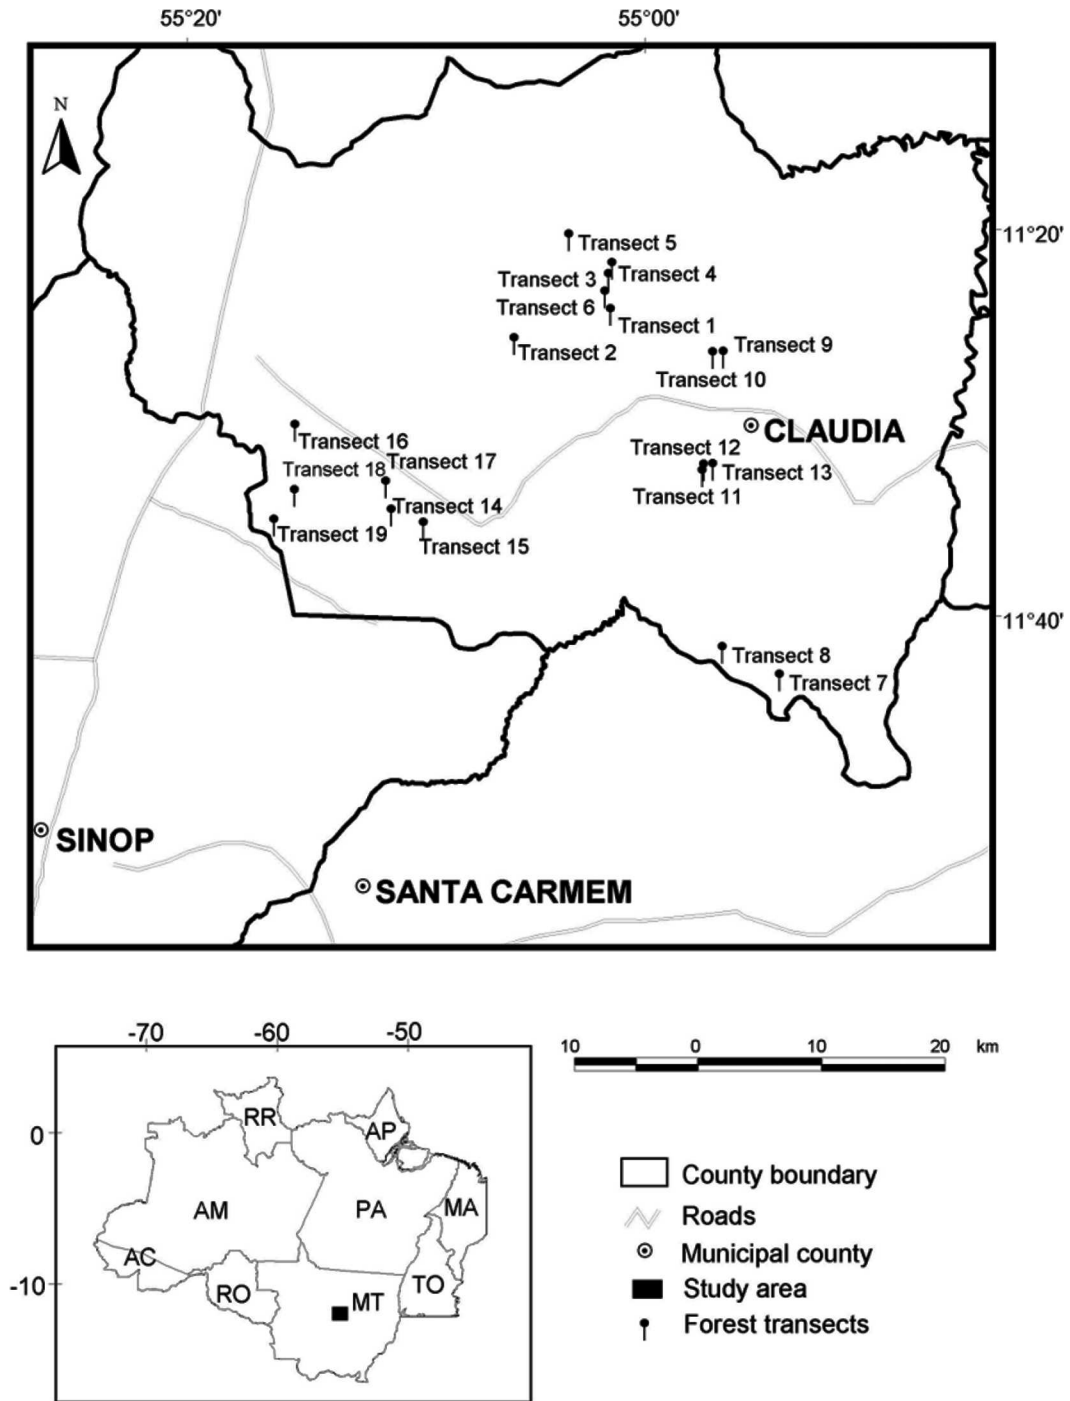 55°20' 55°00'
N
11°20'
Transect 5
Transect 3 Transect 4
Transect 6
Transect 1
Transect 2
Transect 9
Transect 10
CLAUDIA
Transect 16
Transect 12
Transect 17
Transect 18
Transect 13
Transect 11
Transect 14
Transect 19
Transect 15
11°40'
Transect 8
Transect 7
SINOP
SANTA CARMEM
-70 -60 -50
10 0 10 20 km
0
-10
RR
AP
AM
PA
MA
AC
RO
MT
TO
County boundary
Roads
Municipal county
Study area
Forest transects